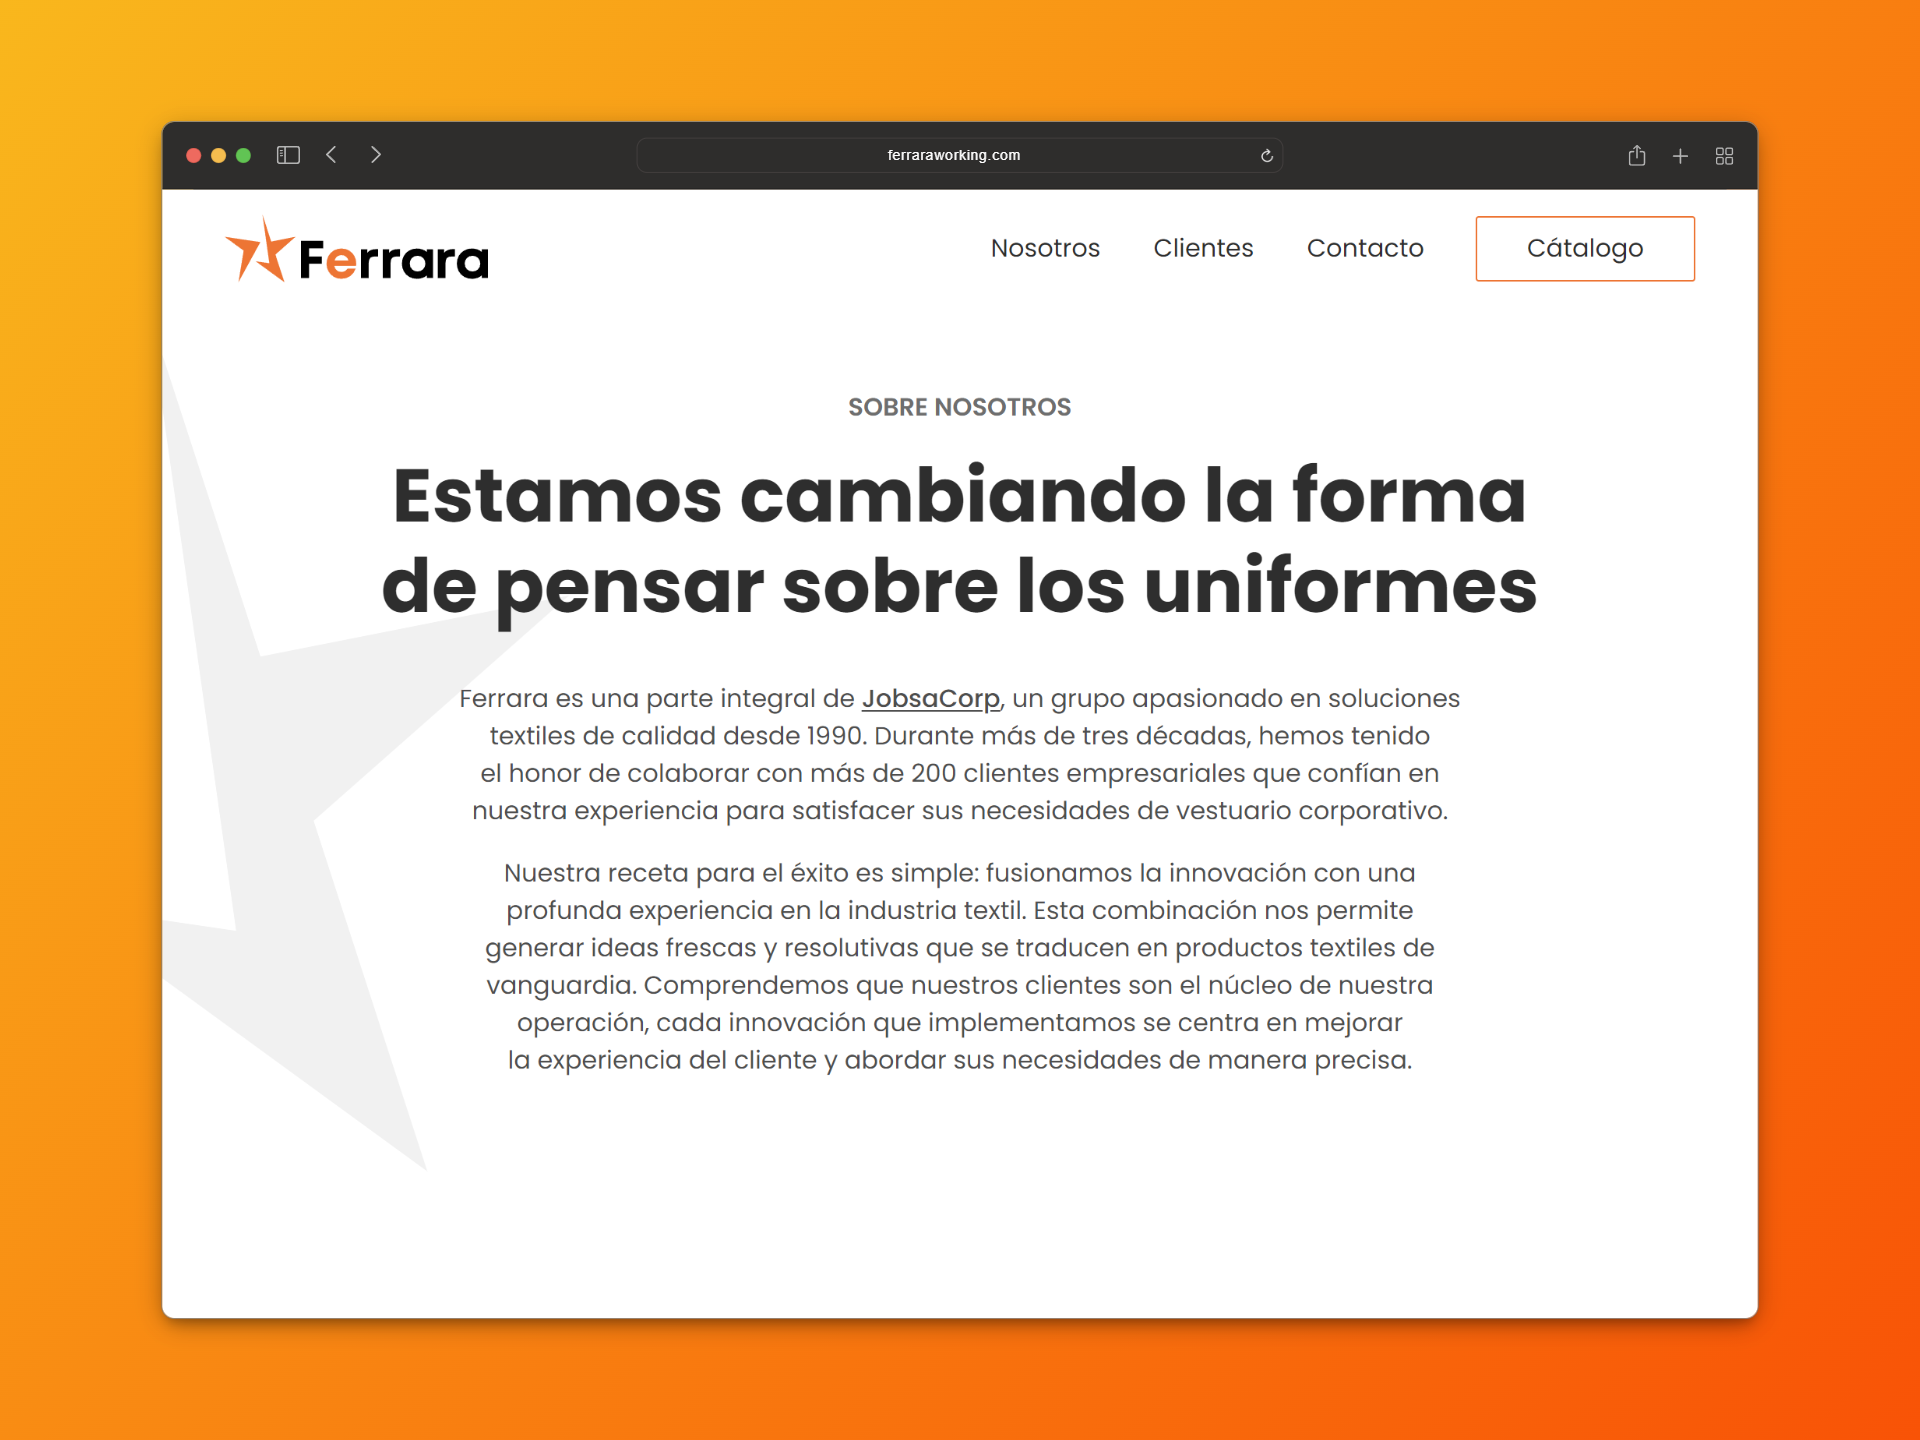 ferraraworking.com
Ferrara
Nosotros Clientes Contacto Cátalogo
SOBRE NOSOTROS
Estamos cambiando la forma
de pensar sobre los uniformes
Ferrara es una parte integral de JobsaCorp, un grupo apasionado en soluciones
textiles de calidad desde 1990. Durante más de tres décadas, hemos tenido
el honor de colaborar con más de 200 clientes empresariales que confían en
nuestra experiencia para satisfacer sus necesidades de vestuario corporativo.
Nuestra receta para el éxito es simple: fusionamos la innovación con una
profunda experiencia en la industria textil. Esta combinación nos permite
generar ideas frescas y resolutivas que se traducen en productos textiles de
vanguardia. Comprendemos que nuestros clientes son el núcleo de nuestra
operación, cada innovación que implementamos se centra en mejorar
la experiencia del cliente y abordar sus necesidades de manera precisa.